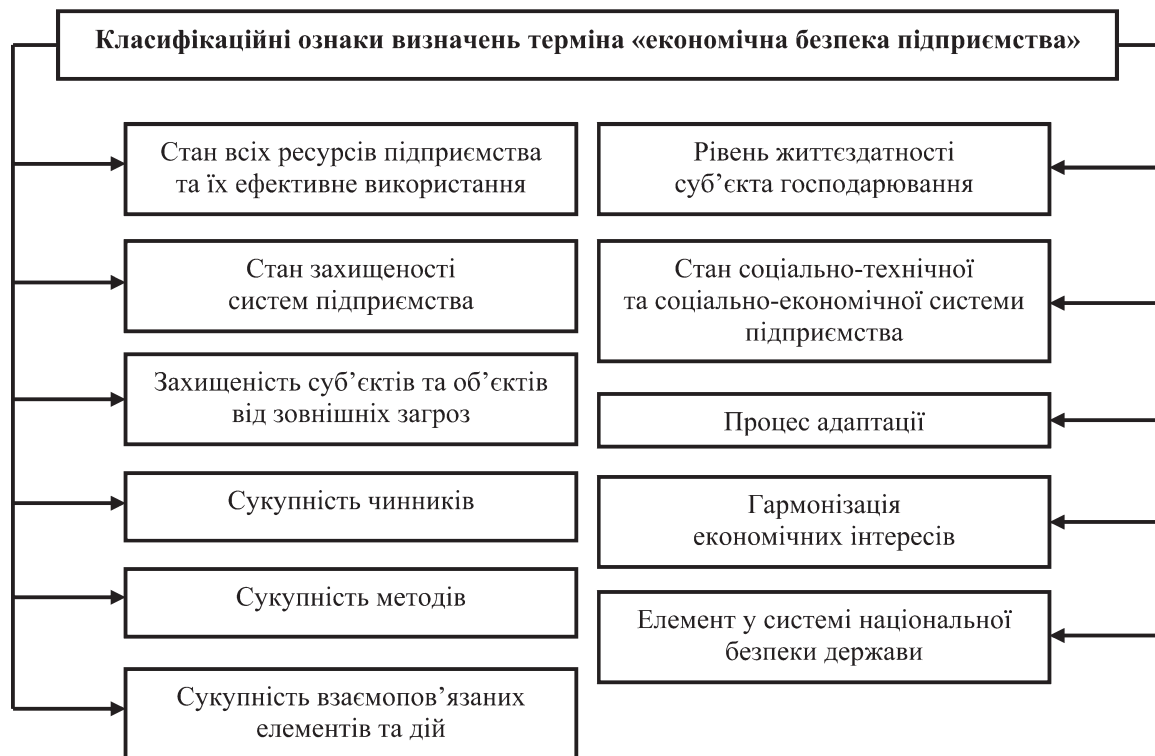 Класифікаційні ознаки визначень терміна «економічна безпека підприємства»
Стан всіх ресурсів підприємства
та їх ефективне використання
Стан захищеності
систем підприємства
Захищеність суб’єктів та об’єктів
від зовнішніх загроз
Сукупність чинників
Сукупність методів
Сукупність взаємопов’язаних
елементів та дій
Рівень життєздатності
суб’єкта господарювання
Стан соціально-технічної
та соціально-економічної системи
підприємства
Процес адаптації
Гармонізація
економічних інтересів
Елемент у системі національної
безпеки держави